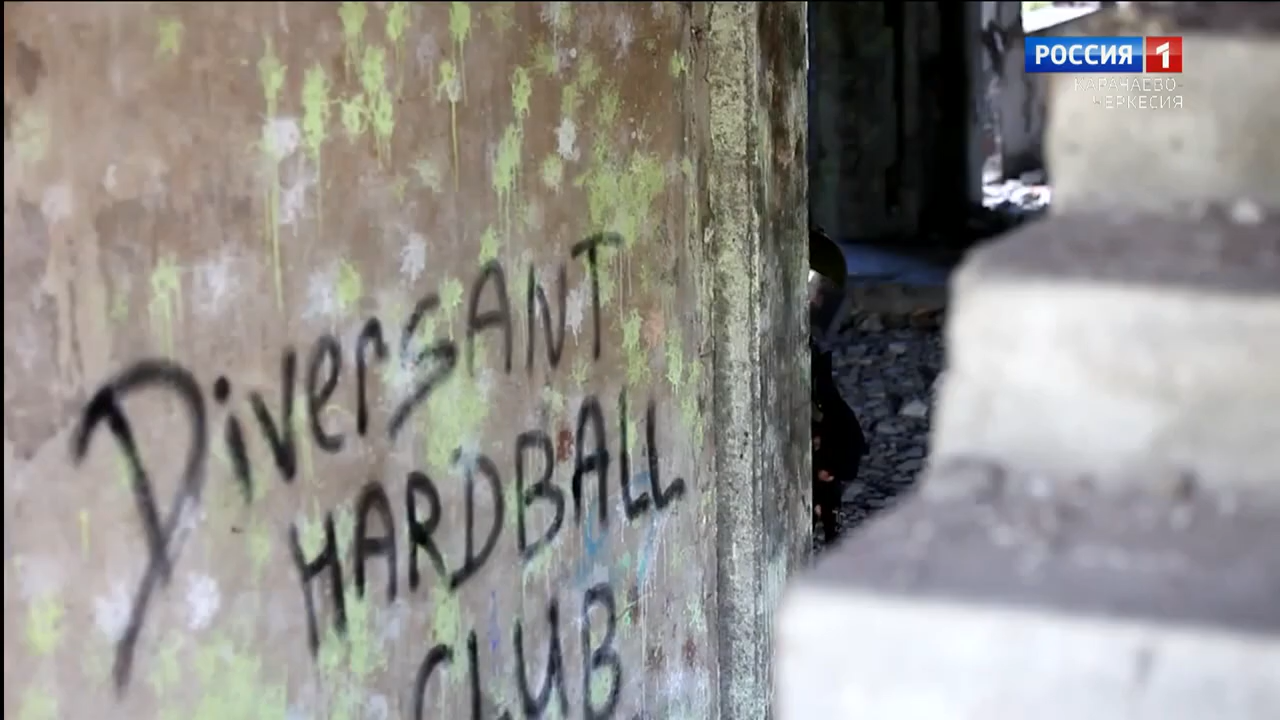 РОССИЯ 1
КАРАЧАЕВО-
ЧЕРКЕСИЯ
DiverSANT
HARDBALL
CLUB